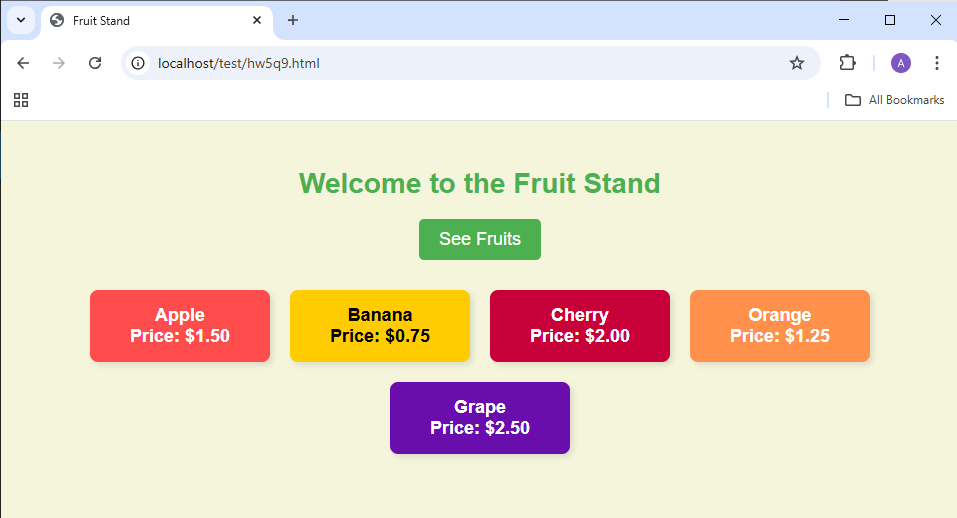 Fruit Stand
localhost/test/hw5q9.html
A
All Bookmarks
Welcome to the Fruit Stand
See Fruits
Apple
Price: $1.50
Banana
Price: $0.75
Cherry
Price: $2.00
Orange
Price: $1.25
Grape
Price: $2.50